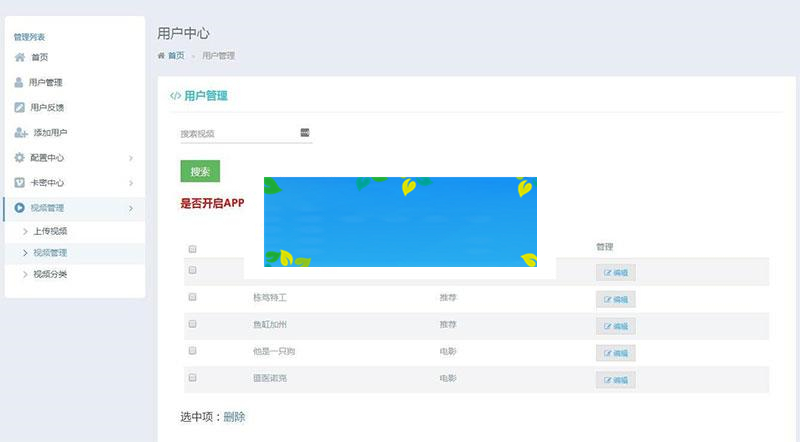 管理列表
首页
用户管理
用户反馈
添加用户
配置中心
卡密中心
视频管理
上传视频
视频管理
视频分类
用户中心
首页 » 用户管理
</> 用户管理
搜索视频
搜索
是否开启APP
管理
编辑
栋笃特工 推荐 编辑
鱼缸加州 推荐 编辑
他是一只狗 电影 编辑
电影 编辑
选中项：删除